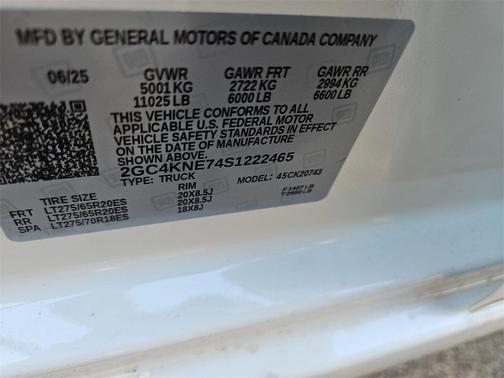 MFD BY GENERAL MOTORS OF CANADA COMPANY
06/25 GVWR GAWR FRT GAWR RR
5001 KG 2722 KG 2994 KG
11025 LB 6000 LB 6600 LB
THIS VEHICLE CONFORMS TO ALL
APPLICABLE U.S. FEDERAL MOTOR
VEHICLE SAFETY STANDARDS IN EFFECT
ON THE DATE OF MANUFACTURE
2GC4KNE74S1222465
TYPE: TRUCK MODEL: 45CK20743
TIRE SIZE RIM
FRT LT275/65R20ES 20X8.5J
RR LT275/65R20ES 20X8.5J
SPA LT275/70R18ES 18X8J
P 1427 LB